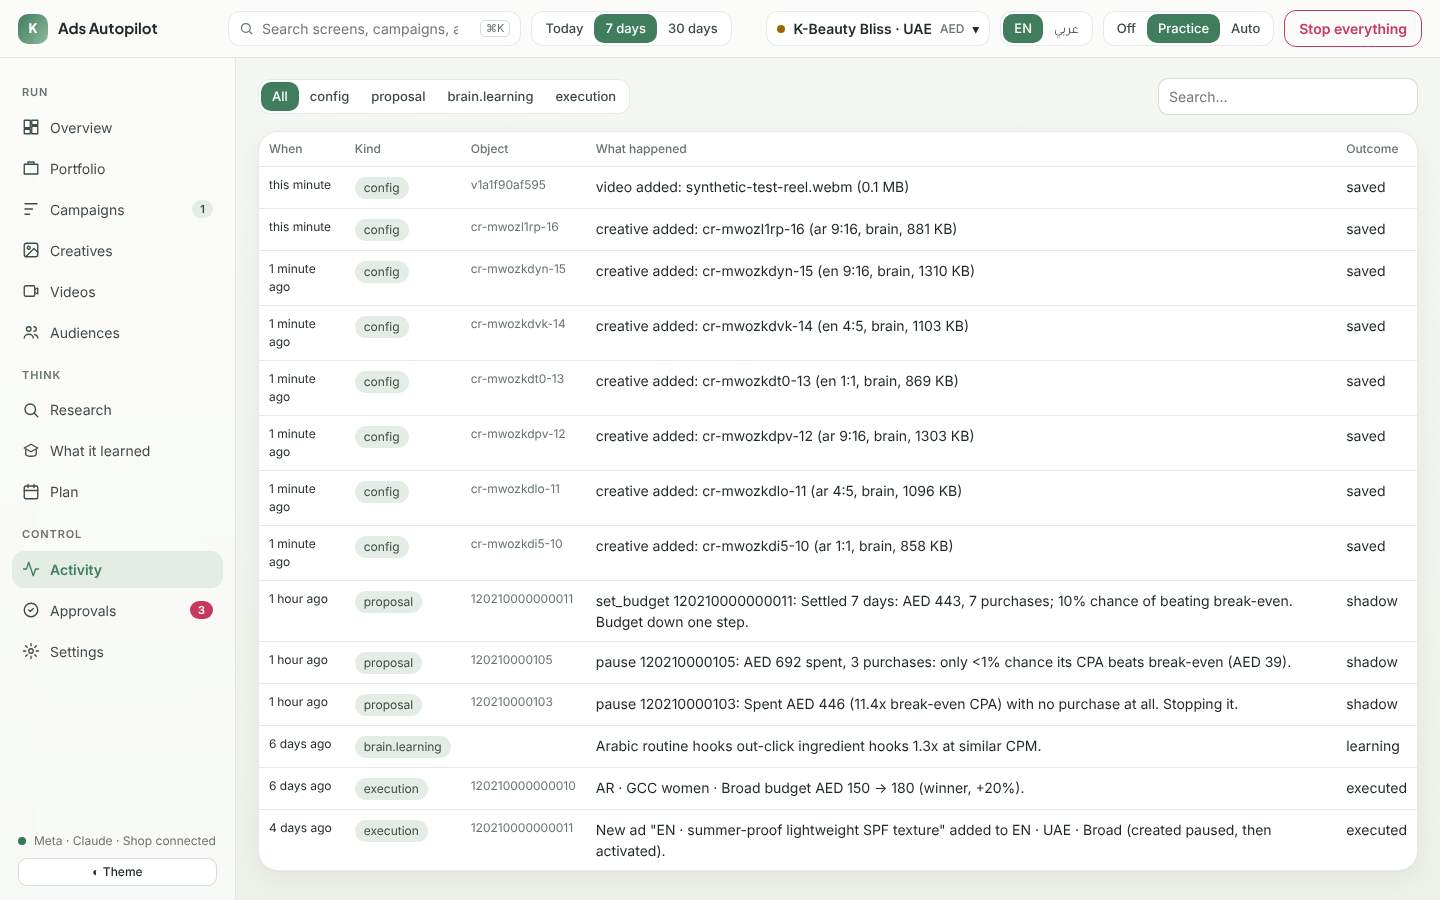 K Ads Autopilot
Search screens, campaigns, a ⌘K
Today 7 days 30 days
K-Beauty Bliss · UAE AED ▾
EN عربي
Off Practice Auto
Stop everything
RUN
Overview
Portfolio
Campaigns 1
Creatives
Videos
Audiences
THINK
Research
What it learned
Plan
CONTROL
Activity
Approvals 3
Settings
Meta · Claude · Shop connected
Theme
All config proposal brain.learning execution
Search...
When Kind Object What happened Outcome
this minute config v1a1f90af595 video added: synthetic-test-reel.webm (0.1 MB) saved
this minute config cr-mwozl1rp-16 creative added: cr-mwozl1rp-16 (ar 9:16, brain, 881 KB) saved
1 minute config cr-mwozkdyn-15 creative added: cr-mwozkdyn-15 (en 9:16, brain, 1310 KB) saved
ago
1 minute config cr-mwozkdvk-14 creative added: cr-mwozkdvk-14 (en 4:5, brain, 1103 KB) saved
ago
1 minute config cr-mwozkdt0-13 creative added: cr-mwozkdt0-13 (en 1:1, brain, 869 KB) saved
ago
1 minute config cr-mwozkdpv-12 creative added: cr-mwozkdpv-12 (ar 9:16, brain, 1303 KB) saved
ago
1 minute config cr-mwozkdlo-11 creative added: cr-mwozkdlo-11 (ar 4:5, brain, 1096 KB) saved
ago
1 minute config cr-mwozkdi5-10 creative added: cr-mwozkdi5-10 (ar 1:1, brain, 858 KB) saved
ago
1 hour ago proposal 120210000000011 set_budget 120210000000011: Settled 7 days: AED 443, 7 purchases; 10% chance of beating break-even. shadow
Budget down one step.
1 hour ago proposal 120210000105 pause 120210000105: AED 692 spent, 3 purchases: only <1% chance its CPA beats break-even (AED 39). shadow
1 hour ago proposal 120210000103 pause 120210000103: Spent AED 446 (11.4x break-even CPA) with no purchase at all. Stopping it. shadow
6 days ago brain.learning Arabic routine hooks out-click ingredient hooks 1.3x at similar CPM. learning
6 days ago execution 120210000000010 AR · GCC women · Broad budget AED 150 → 180 (winner, +20%). executed
4 days ago execution 120210000000011 New ad "EN · summer-proof lightweight SPF texture" added to EN · UAE · Broad (created paused, then executed
activated).